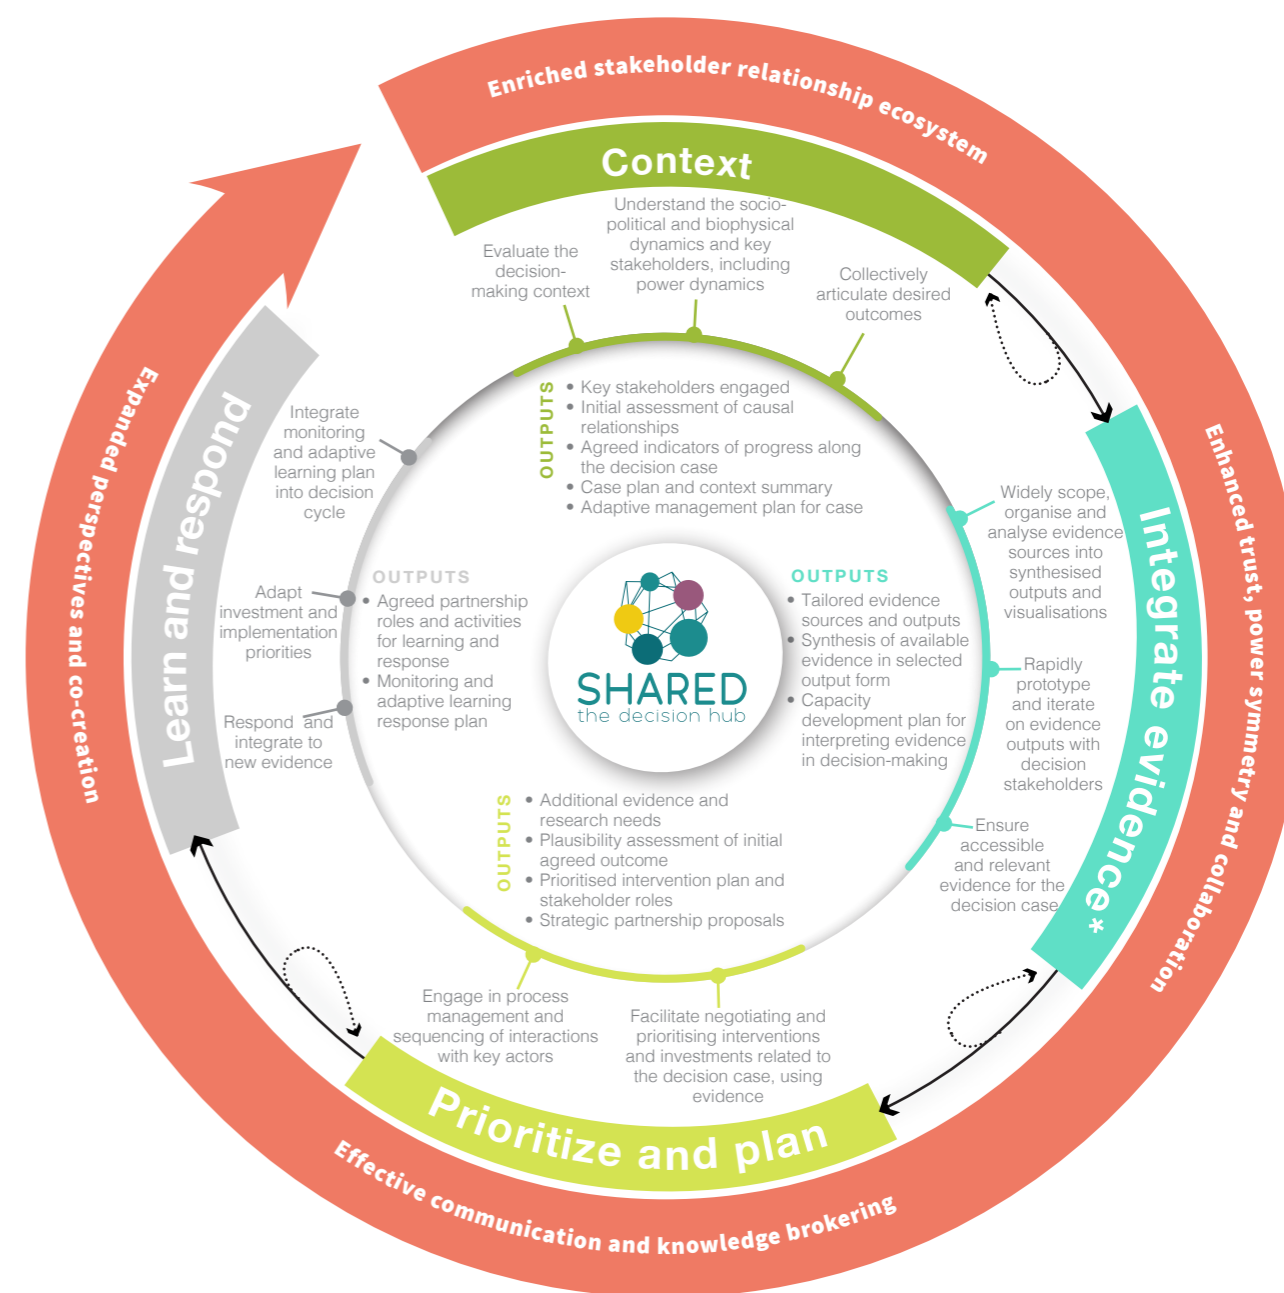 Enriched stakeholder relationship ecosystem
Context
Understand the socio-
political and biophysical
dynamics and key
stakeholders, including
power dynamics
Evaluate the
decision-
making context
Collectively
articulate desired
outcomes
OUTPUTS
• Key stakeholders engaged
• Initial assessment of causal
relationships
• Agreed indicators of progress along
the decision case
• Case plan and context summary
• Adaptive management plan for case
Enhanced trust, power symmetry and collaboration
Integrate evidence*
Widely scope,
organise and
analyse evidence
sources into
synthesised
outputs and
visualisations
Rapidly
prototype
and iterate
on evidence
outputs with
decision
stakeholders
Ensure
accessible
and relevant
evidence for the
decision case
OUTPUTS
• Tailored evidence
sources and outputs
• Synthesis of available
evidence in selected
output form
• Capacity
development plan for
interpreting evidence
in decision-making
SHARED
the decision hub
Effective communication and knowledge brokering
Prioritize and plan
Facilitate negotiating and
prioritising interventions
and investments related to
the decision case, using
evidence
Engage in process
management and
sequencing of interactions
with key actors
OUTPUTS
• Additional evidence and
research needs
• Plausibility assessment of initial
agreed outcome
• Prioritised intervention plan and
stakeholder roles
• Strategic partnership proposals
Expanded perspectives and co-creation
Learn and respond
Integrate
monitoring
and adaptive
learning plan
into decision
cycle
Adapt
investment and
implementation
priorities
Respond and
integrate to
new evidence
OUTPUTS
• Agreed partnership
roles and activities
for learning and
response
• Monitoring and
adaptive learning
response plan